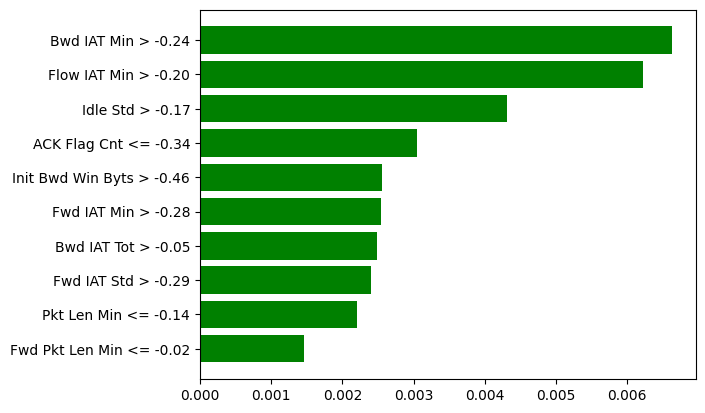 Bwd IAT Min > -0.24
Flow IAT Min > -0.20
Idle Std > -0.17
ACK Flag Cnt <= -0.34
Init Bwd Win Byts > -0.46
Fwd IAT Min > -0.28
Bwd IAT Tot > -0.05
Fwd IAT Std > -0.29
Pkt Len Min <= -0.14
Fwd Pkt Len Min <= -0.02
0.000 0.001 0.002 0.003 0.004 0.005 0.006